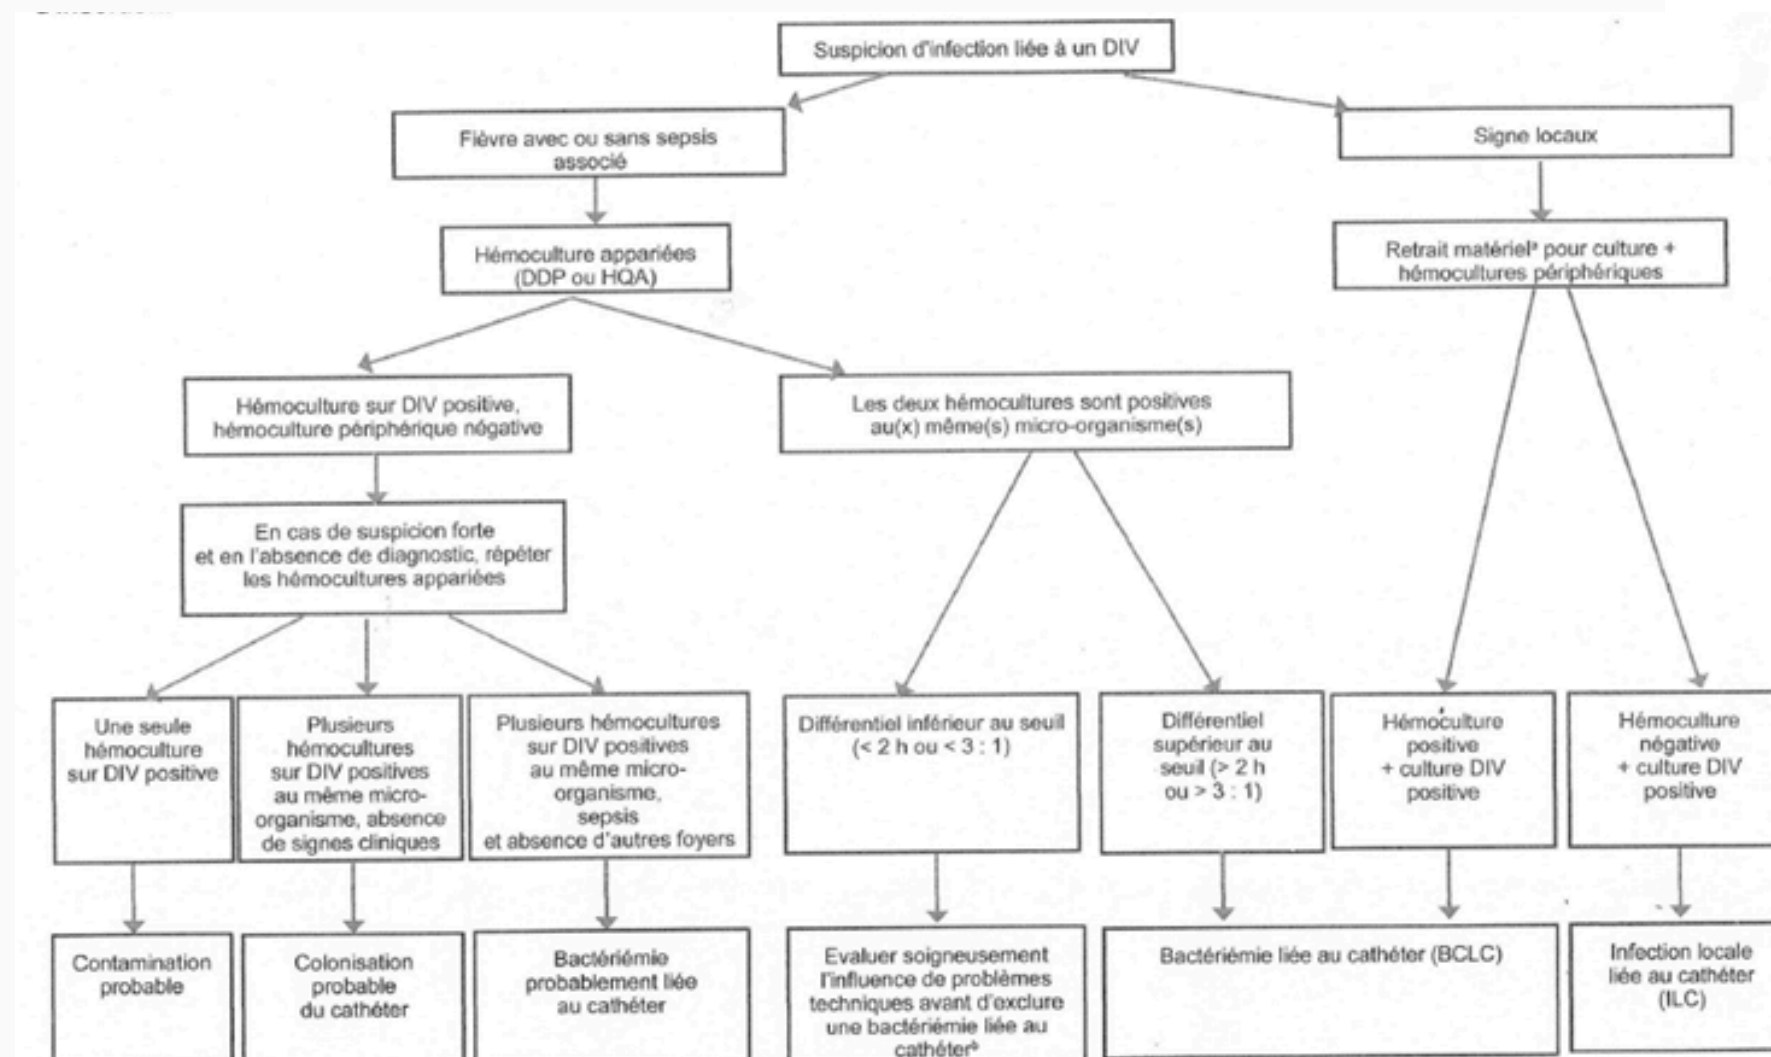 Suspicion d'infection liée à un DIV
Fièvre avec ou sans sepsis
associé
Signe locaux
Hémoculture appariées
(DDP ou HQA)
Retrait matérielᵃ pour culture +
hémocultures périphériques
Hémoculture sur DIV positive,
hémoculture périphérique négative
Les deux hémocultures sont positives
au(x) même(s) micro-organisme(s)
En cas de suspicion forte
et en l'absence de diagnostic, répéter
les hémocultures appariées
Une seule
hémoculture
sur DIV positive
Plusieurs
hémocultures
sur DIV positives
au même micro-
organisme, absence
de signes cliniques
Plusieurs hémocultures
sur DIV positives
au même micro-
organisme,
sepsis
et absence d'autres foyers
Différentiel inférieur au seuil
(< 2 h ou < 3 : 1)
Différentiel
supérieur au
seuil (> 2 h
ou > 3 : 1)
Hémoculture
positive
+ culture DIV
positive
Hémoculture
négative
+ culture DIV
positive
Contamination
probable
Colonisation
probable
du cathéter
Bactériémie
probablement liée
au cathéter
Evaluer soigneusement
l'influence de problèmes
techniques avant d'exclure
une bactériémie liée au
cathéterᵇ
Bactériémie liée au cathéter (BCLC)
Infection locale
liée au cathéter
(ILC)